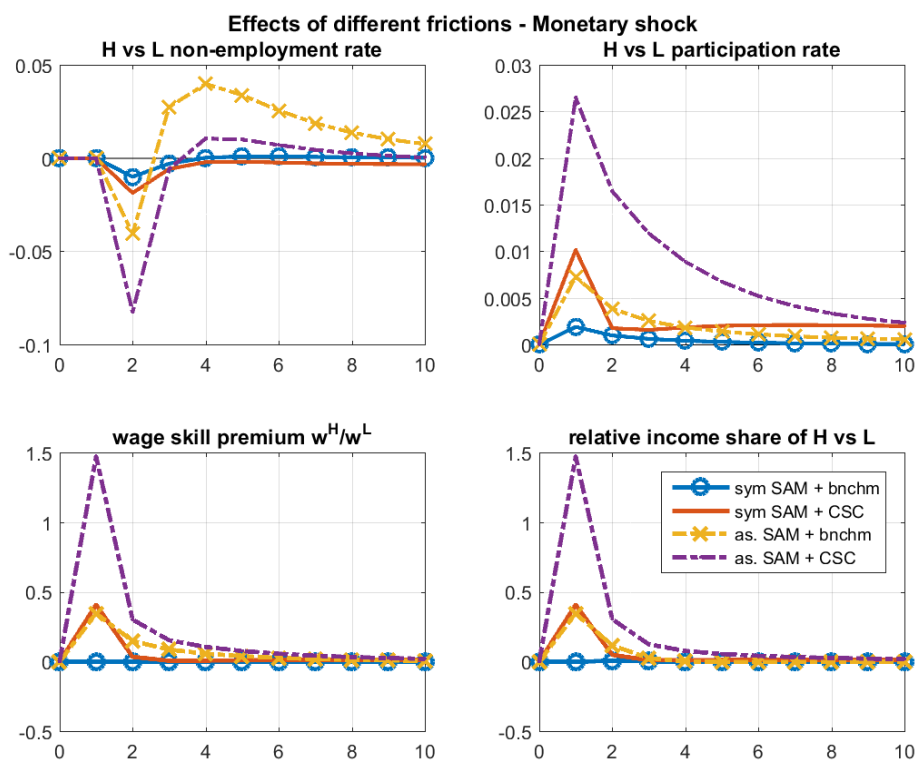 Effects of different frictions - Monetary shock
H vs L non-employment rate
0.05
0
-0.05
-0.1
0 2 4 6 8 10
H vs L participation rate
0.03
0.025
0.02
0.015
0.01
0.005
0
0 2 4 6 8 10
wage skill premium w^H/w^L
1.5
1
0.5
0
-0.5
0 2 4 6 8 10
relative income share of H vs L
1.5
1
0.5
0
-0.5
0 2 4 6 8 10
sym SAM + bnchm
sym SAM + CSC
as. SAM + bnchm
as. SAM + CSC